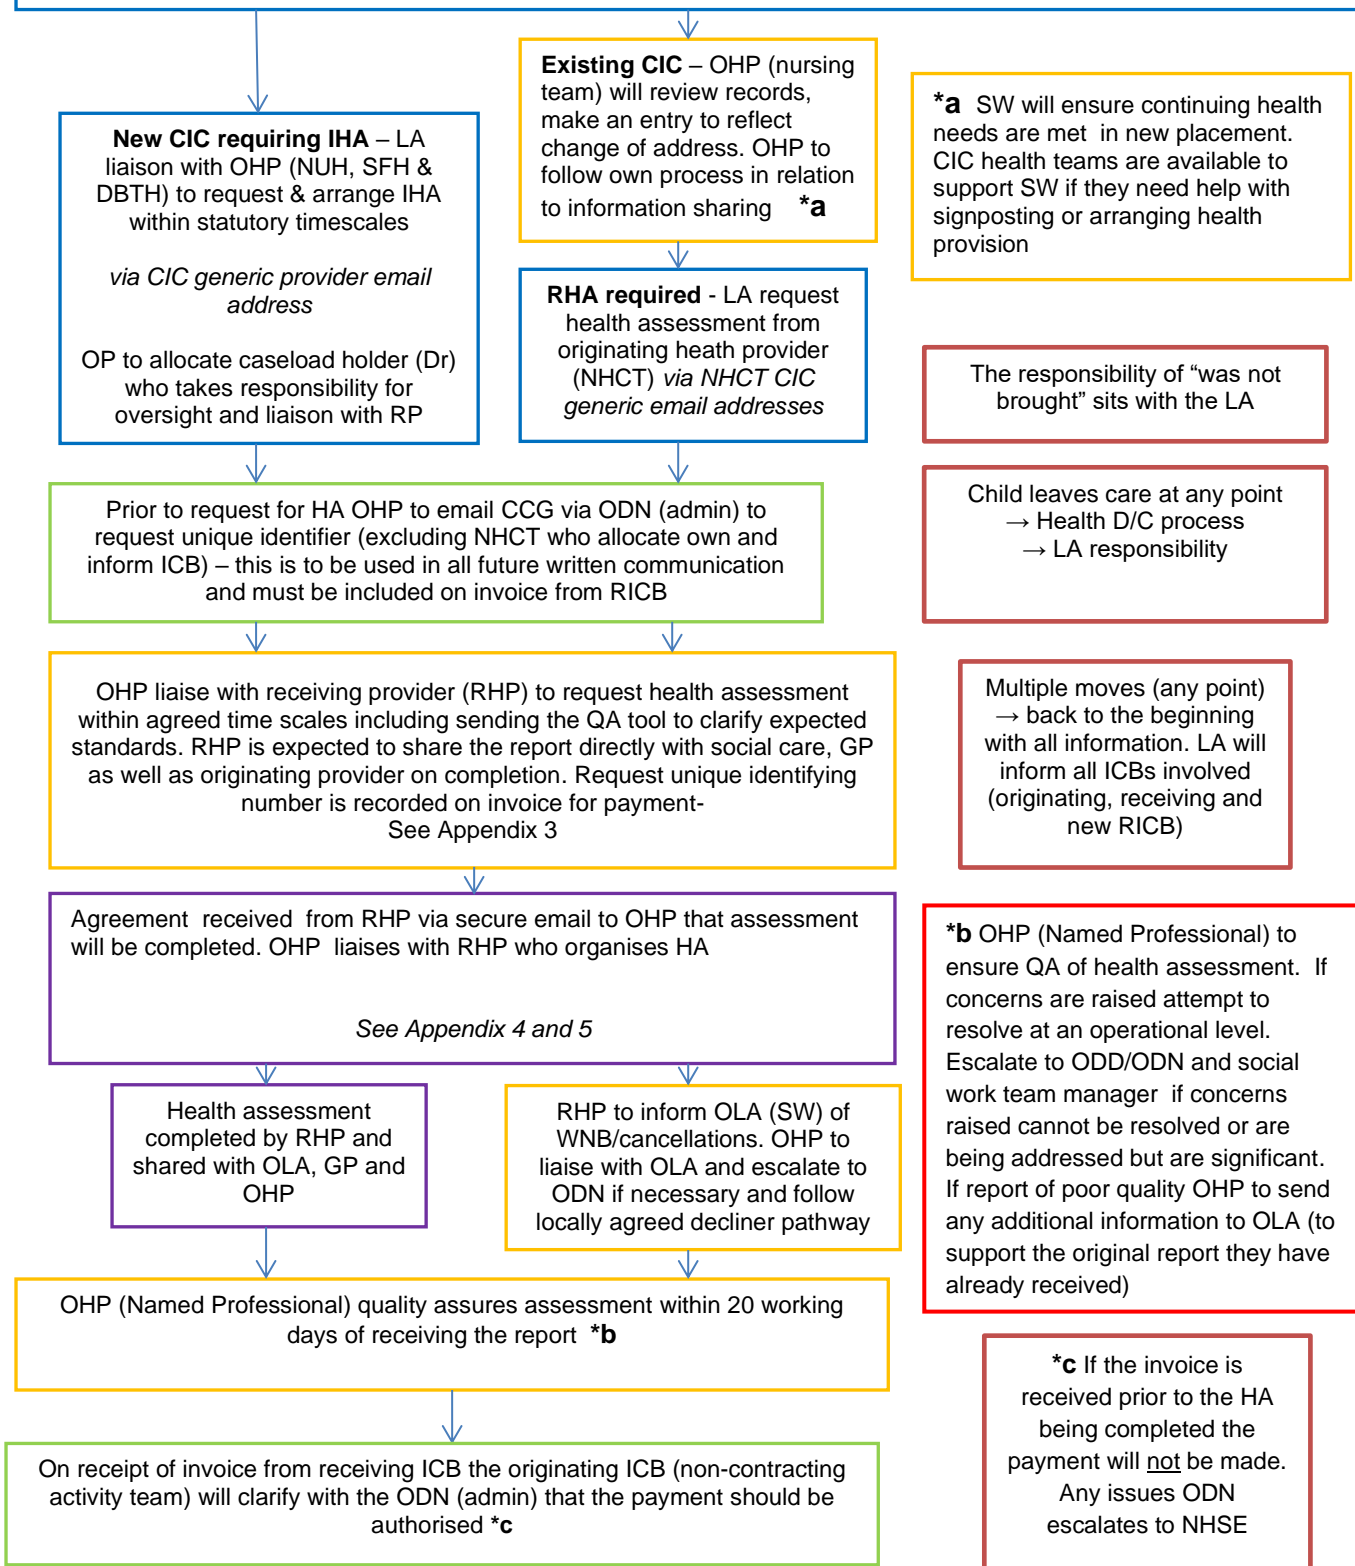 New CIC requiring IHA – LA
liaison with OHP (NUH, SFH &
DBTH) to request & arrange IHA
within statutory timescales
via CIC generic provider email
address
OP to allocate caseload holder (Dr)
who takes responsibility for
oversight and liaison with RP
Existing CIC – OHP (nursing
team) will review records,
make an entry to reflect
change of address. OHP to
follow own process in relation
to information sharing *a
*a SW will ensure continuing health
needs are met in new placement.
CIC health teams are available to
support SW if they need help with
signposting or arranging health
provision
RHA required - LA request
health assessment from
originating heath provider
(NHCT) via NHCT CIC
generic email addresses
The responsibility of “was not
brought” sits with the LA
Prior to request for HA OHP to email CCG via ODN (admin) to
request unique identifier (excluding NHCT who allocate own and
inform ICB) – this is to be used in all future written communication
and must be included on invoice from RICB
Child leaves care at any point
→ Health D/C process
→ LA responsibility
OHP liaise with receiving provider (RHP) to request health assessment
within agreed time scales including sending the QA tool to clarify expected
standards. RHP is expected to share the report directly with social care, GP
as well as originating provider on completion. Request unique identifying
number is recorded on invoice for payment-
See Appendix 3
Multiple moves (any point)
→ back to the beginning
with all information. LA will
inform all ICBs involved
(originating, receiving and
new RICB)
Agreement received from RHP via secure email to OHP that assessment
will be completed. OHP liaises with RHP who organises HA
See Appendix 4 and 5
*b OHP (Named Professional) to
ensure QA of health assessment. If
concerns are raised attempt to
resolve at an operational level.
Escalate to ODD/ODN and social
work team manager if concerns
raised cannot be resolved or are
being addressed but are significant.
If report of poor quality OHP to send
any additional information to OLA (to
support the original report they have
already received)
Health assessment
completed by RHP and
shared with OLA, GP and
OHP
RHP to inform OLA (SW) of
WNB/cancellations. OHP to
liaise with OLA and escalate to
ODN if necessary and follow
locally agreed decliner pathway
OHP (Named Professional) quality assures assessment within 20 working
days of receiving the report *b
*c If the invoice is
received prior to the HA
being completed the
payment will not be made.
Any issues ODN
escalates to NHSE
On receipt of invoice from receiving ICB the originating ICB (non-contracting
activity team) will clarify with the ODN (admin) that the payment should be
authorised *c